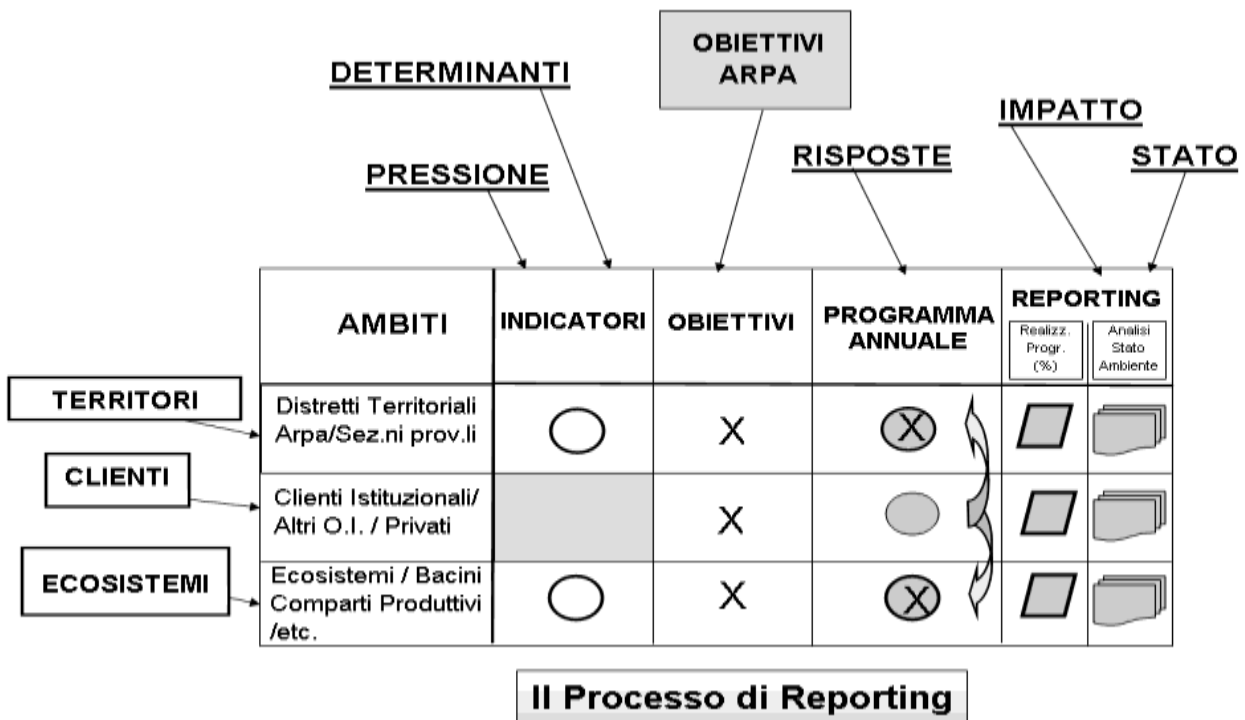 OBIETTIVI
ARPA
DETERMINANTI
IMPATTO
PRESSIONE
RISPOSTE
STATO
AMBITI
INDICATORI
OBIETTIVI
PROGRAMMA
ANNUALE
REPORTING
Realizz.
Progr.
(%)
Analisi
Stato
Ambiente
TERRITORI
Distretti Territoriali
Arpa/Sez.ni prov.li
X
X
CLIENTI
Clienti Istituzionali/
Altri O.I. / Privati
X
ECOSISTEMI
Ecosistemi / Bacini
Comparti Produttivi
/etc.
X
X
Il Processo di Reporting